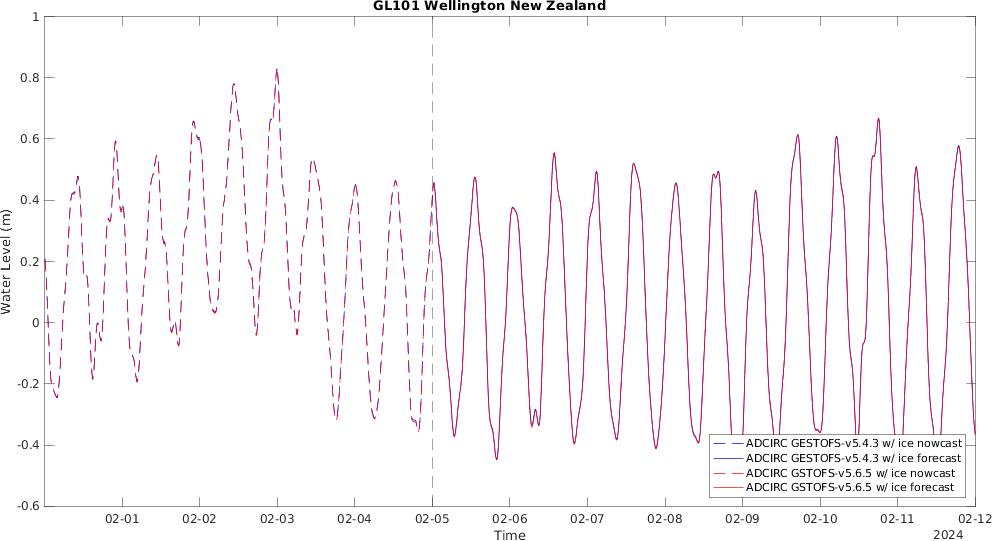 GL101 Wellington New Zealand
1
0.8
0.6
0.4
0.2
0
-0.2
-0.4
-0.6
Water Level (m)
ADCIRC GESTOFS-v5.4.3 w/ ice nowcast
ADCIRC GESTOFS-v5.4.3 w/ ice forecast
ADCIRC GSTOFS-v5.6.5 w/ ice nowcast
ADCIRC GSTOFS-v5.6.5 w/ ice forecast
02-01 02-02 02-03 02-04 02-05 02-06 02-07 02-08 02-09 02-10 02-11 02-12
Time
2024